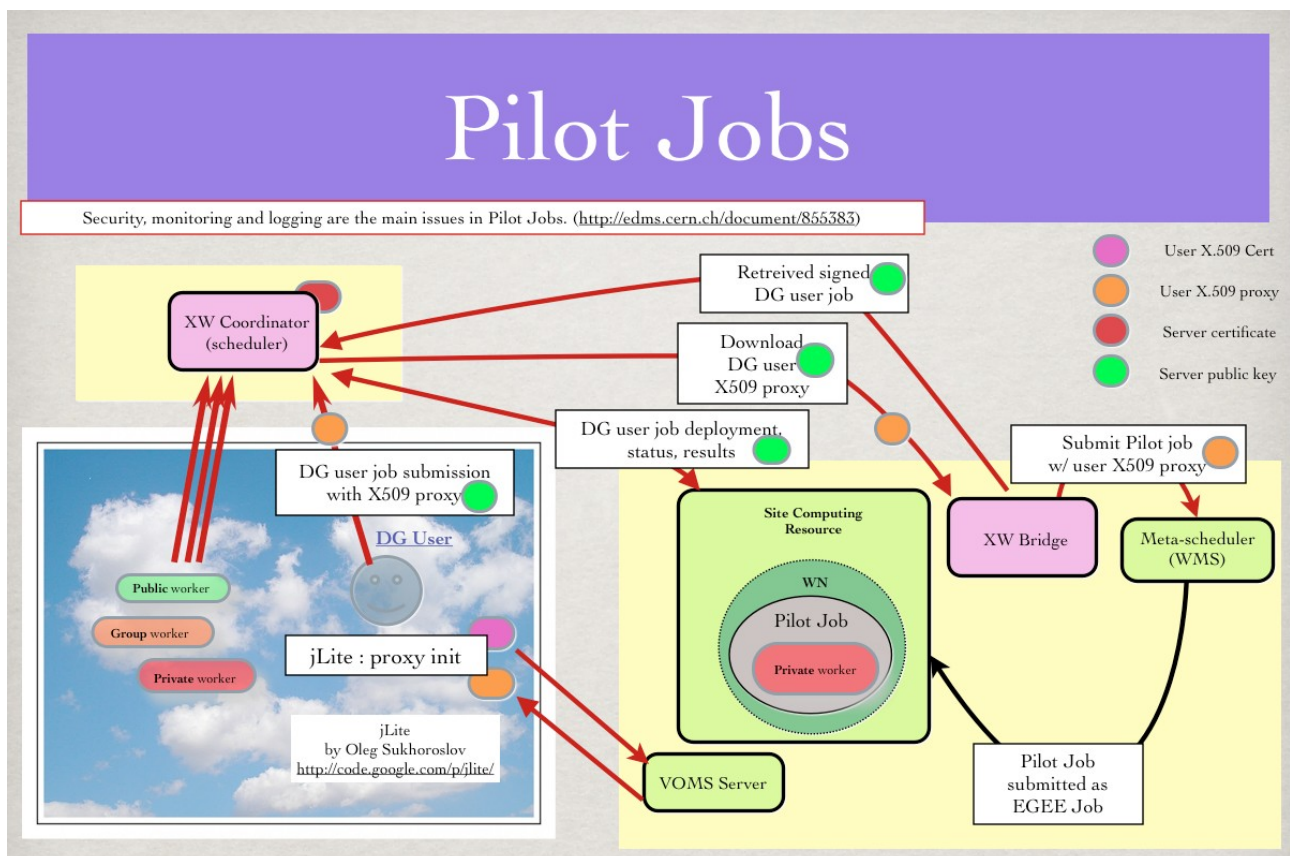 Pilot Jobs
Security, monitoring and logging are the main issues in Pilot Jobs. (http://edms.cern.ch/document/855383)
User X.509 Cert
User X.509 proxy
Server certificate
Server public key
XW Coordinator
(scheduler)
Retreived signed
DG user job
Download
DG user
X509 proxy
DG user job deployment,
status, results
Submit Pilot job
w/ user X509 proxy
DG user job submission
with X509 proxy
DG User
Public worker
Group worker
Private worker
jLite : proxy init
jLite
by Oleg Sukhoroslov
http://code.google.com/p/jlite/
Site Computing
Resource
WN
Pilot Job
Private worker
XW Bridge
Meta-scheduler
(WMS)
VOMS Server
Pilot Job
submitted as
EGEE Job